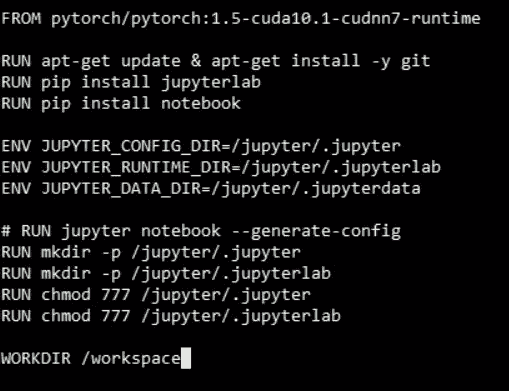 FROM pytorch/pytorch:1.5-cuda10.1-cudnn7-runtime
RUN apt-get update & apt-get install -y git
RUN pip install jupyterlab
RUN pip install notebook
ENV JUPYTER_CONFIG_DIR=/jupyter/.jupyter
ENV JUPYTER_RUNTIME_DIR=/jupyter/.jupyterlab
ENV JUPYTER_DATA_DIR=/jupyter/.jupyterdata
# RUN jupyter notebook --generate-config
RUN mkdir -p /jupyter/.jupyter
RUN mkdir -p /jupyter/.jupyterlab
RUN chmod 777 /jupyter/.jupyter
RUN chmod 777 /jupyter/.jupyterlab
WORKDIR /workspace